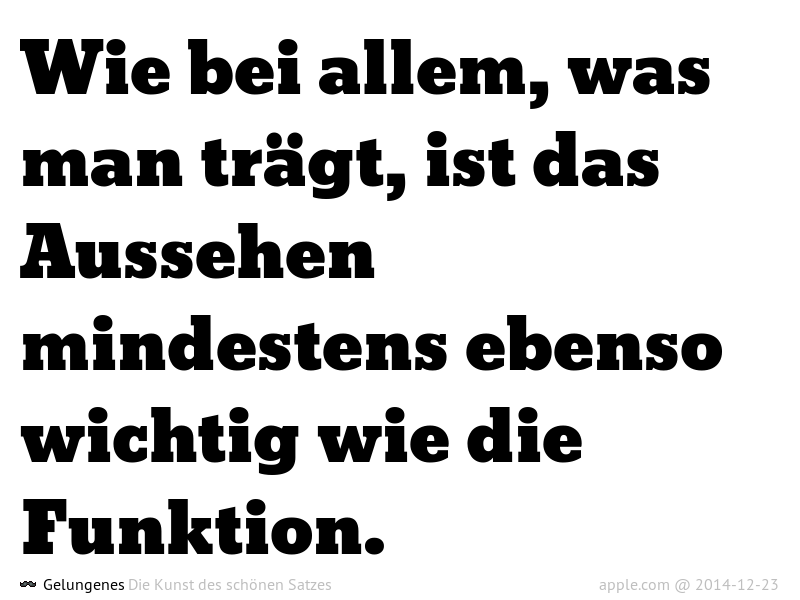 Wie bei allem, was
man trägt, ist das
Aussehen
mindestens ebenso
wichtig wie die
Funktion.
Gelungenes Die Kunst des schönen Satzes apple.com @ 2014-12-23